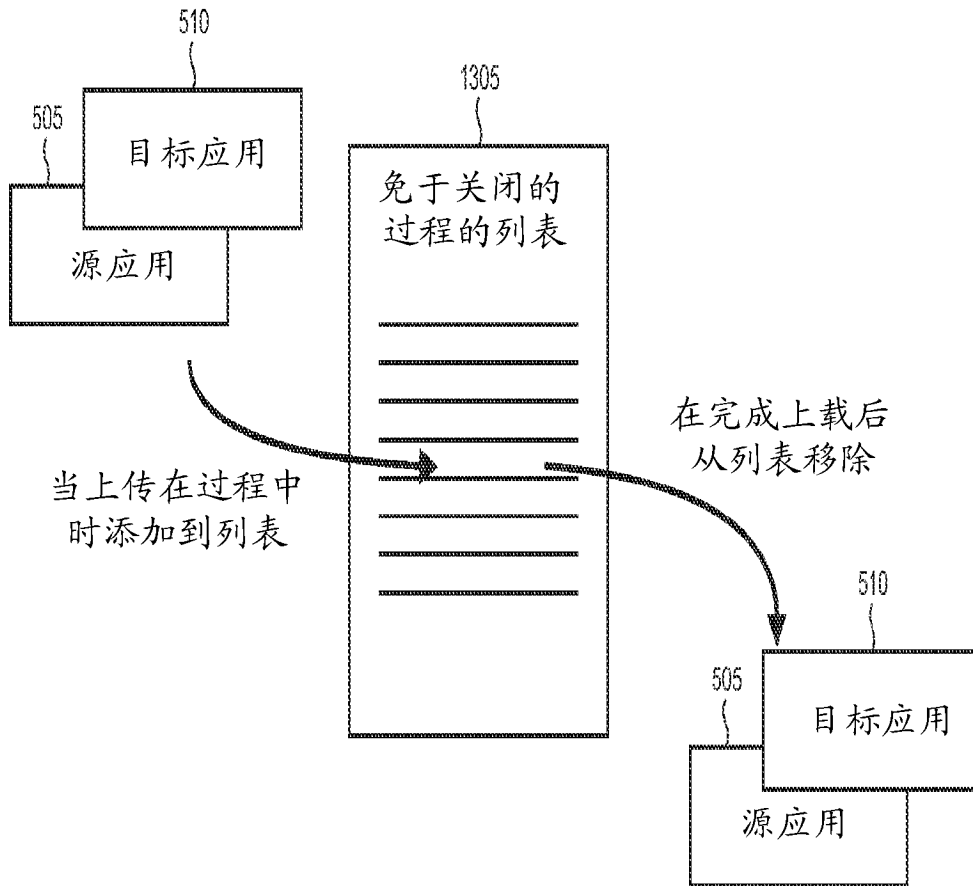 510
505
目标应用
源应用
1305
免于关闭的
过程的列表
当上传在过程中
时添加到列表
在完成上载后
从列表移除
510
505
目标应用
源应用